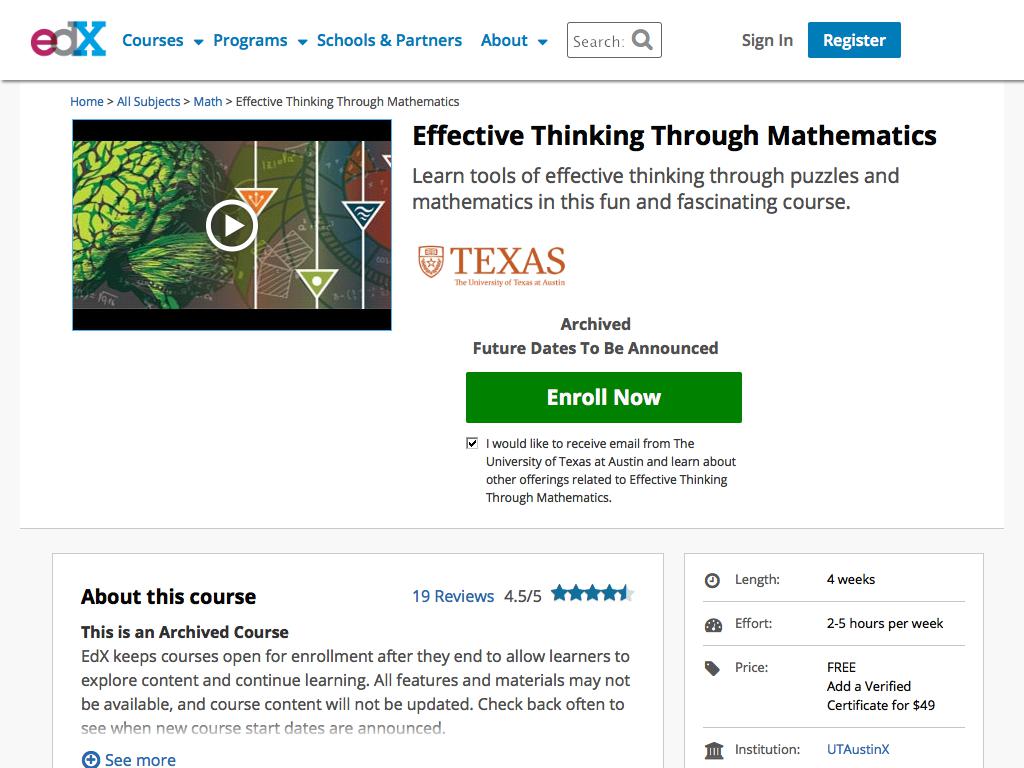 edX
Courses Programs Schools & Partners About Search: Sign In Register
Home > All Subjects > Math > Effective Thinking Through Mathematics
Effective Thinking Through Mathematics
Learn tools of effective thinking through puzzles and
mathematics in this fun and fascinating course.
TEXAS
The University of Texas at Austin
Archived
Future Dates To Be Announced
Enroll Now
I would like to receive email from The
University of Texas at Austin and learn about
other offerings related to Effective Thinking
Through Mathematics.
About this course
19 Reviews 4.5/5
This is an Archived Course
EdX keeps courses open for enrollment after they end to allow learners to
explore content and continue learning. All features and materials may not
be available, and course content will not be updated. Check back often to
see when new course start dates are announced.
See more
Length: 4 weeks
Effort: 2-5 hours per week
Price: FREE
Add a Verified
Certificate for $49
Institution: UTAustinX